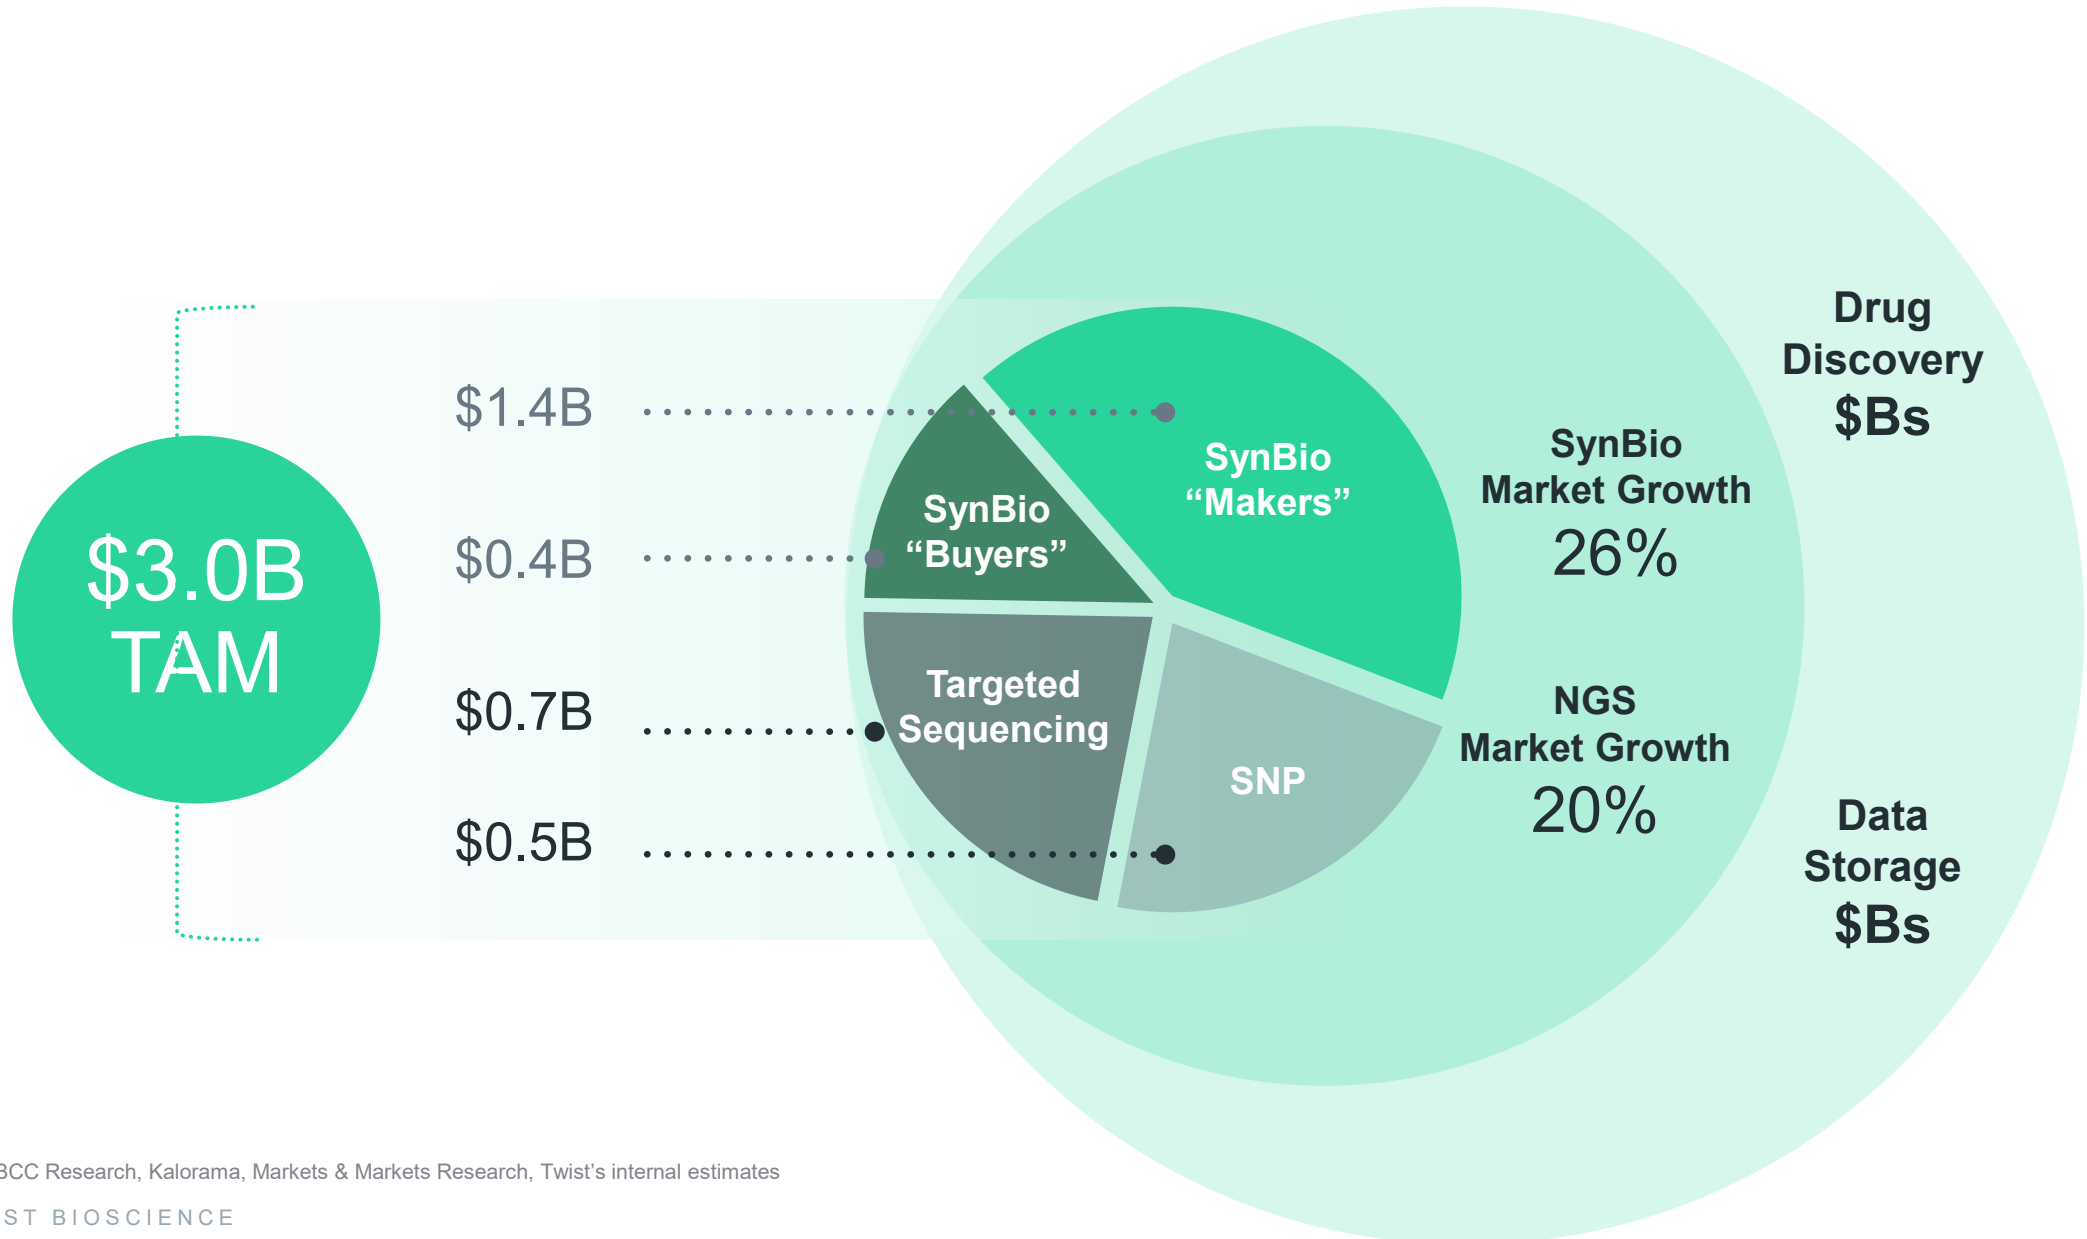 $3.0B
TAM
$1.4B
$0.4B
$0.7B
$0.5B
SynBio
“Makers”
SynBio
“Buyers”
Targeted
Sequencing
SNP
SynBio
Market Growth
26%
NGS
Market Growth
20%
Drug
Discovery
$Bs
Data
Storage
$Bs
BCC Research, Kalorama, Markets & Markets Research, Twist’s internal estimates
ST BIOSCIENCE